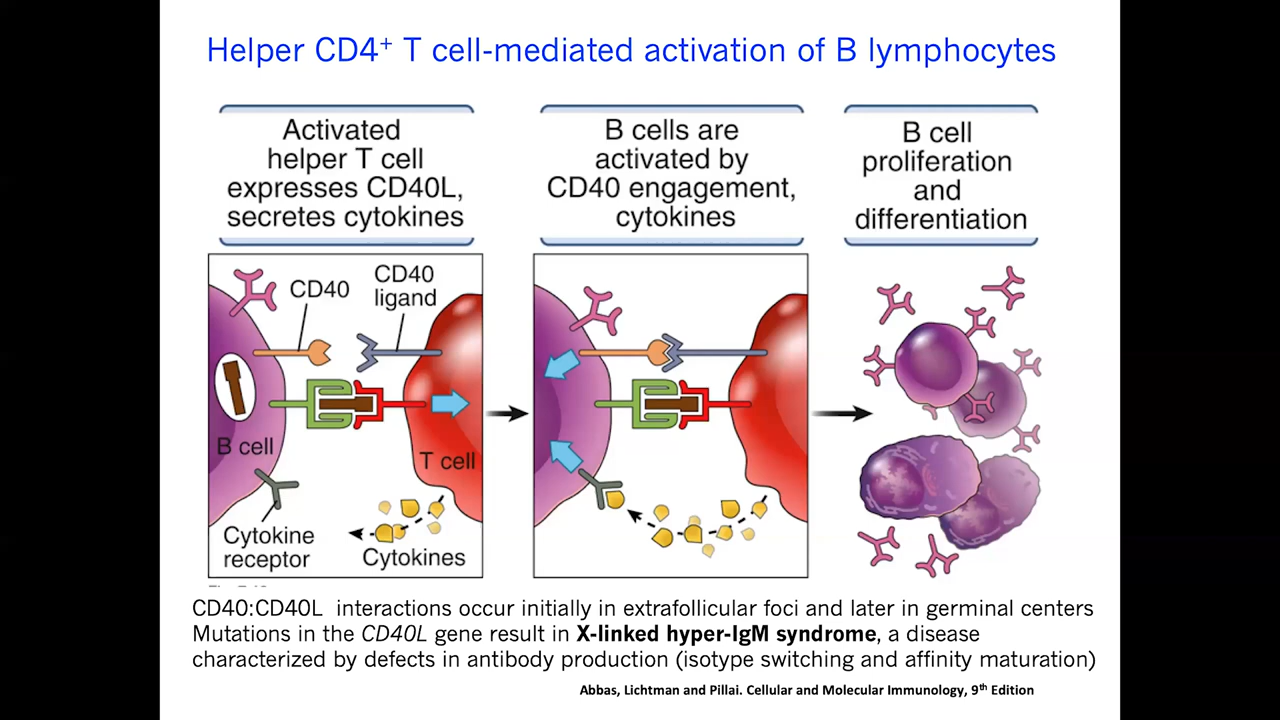 Helper CD4⁺ T cell-mediated activation of B lymphocytes
Activated
helper T cell
expresses CD40L,
secretes cytokines
B cells are
activated by
CD40 engagement,
cytokines
B cell
proliferation
and
differentiation
CD40
CD40
ligand
B cell
T cell
Cytokine
receptor
Cytokines
CD40:CD40L interactions occur initially in extrafollicular foci and later in germinal centers
Mutations in the CD40L gene result in X-linked hyper-IgM syndrome, a disease
characterized by defects in antibody production (isotype switching and affinity maturation)
Abbas, Lichtman and Pillai. Cellular and Molecular Immunology, 9th Edition